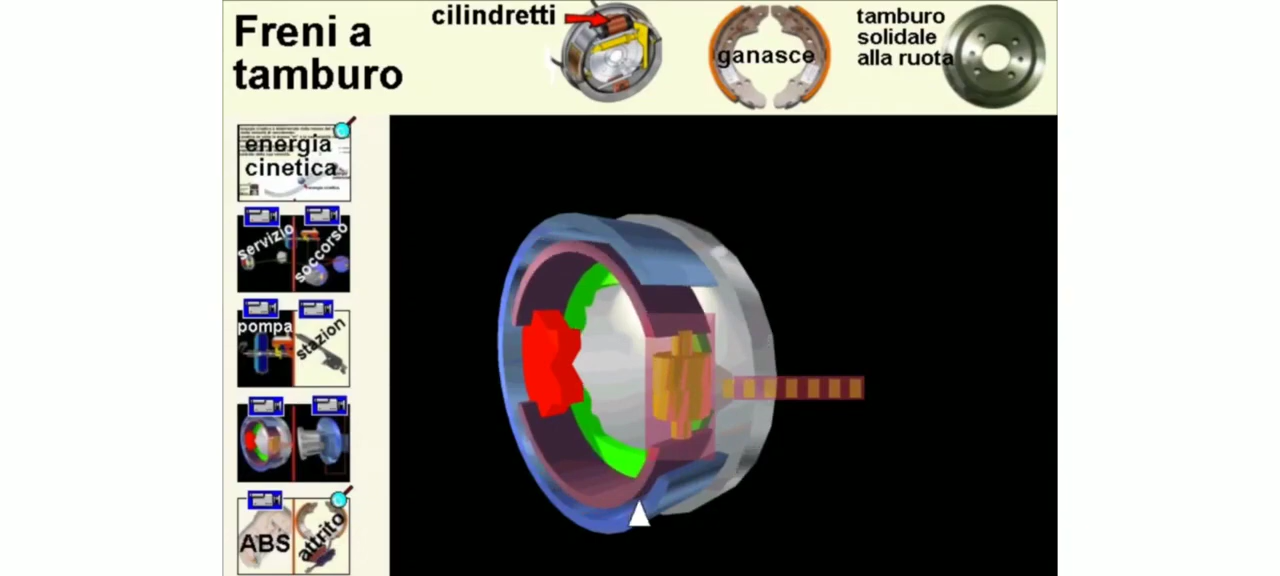 Freni a
tamburo
cilindretti
ganasce
tamburo
solidale
alla ruota
energia
cinetica
servizio
soccorso
pompa
stazion
ABS
attrito